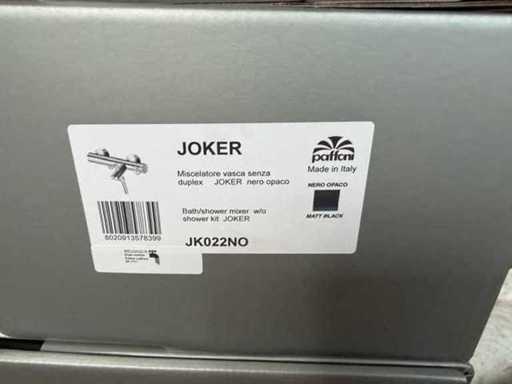 JOKER
Miscelatore vasca senza
duplex JOKER nero opaco
Bath/shower mixer w/o
shower kit JOKER
JK022NO
paffoni
Made in Italy
NERO OPACO
MATT BLACK
8020913578399